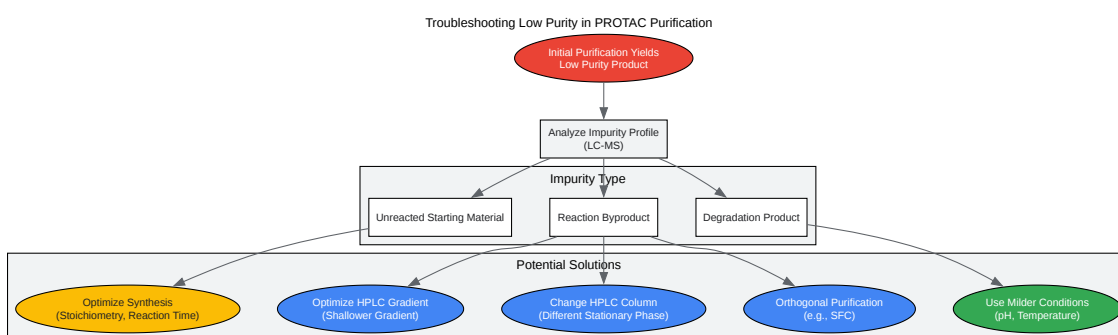 Troubleshooting Low Purity in PROTAC Purification
Initial Purification Yields
Low Purity Product
Analyze Impurity Profile
(LC-MS)
Impurity Type
Unreacted Starting Material
Reaction Byproduct
Degradation Product
Potential Solutions
Optimize Synthesis
(Stoichiometry, Reaction Time)
Optimize HPLC Gradient
(Shallower Gradient)
Change HPLC Column
(Different Stationary Phase)
Orthogonal Purification
(e.g., SFC)
Use Milder Conditions
(pH, Temperature)